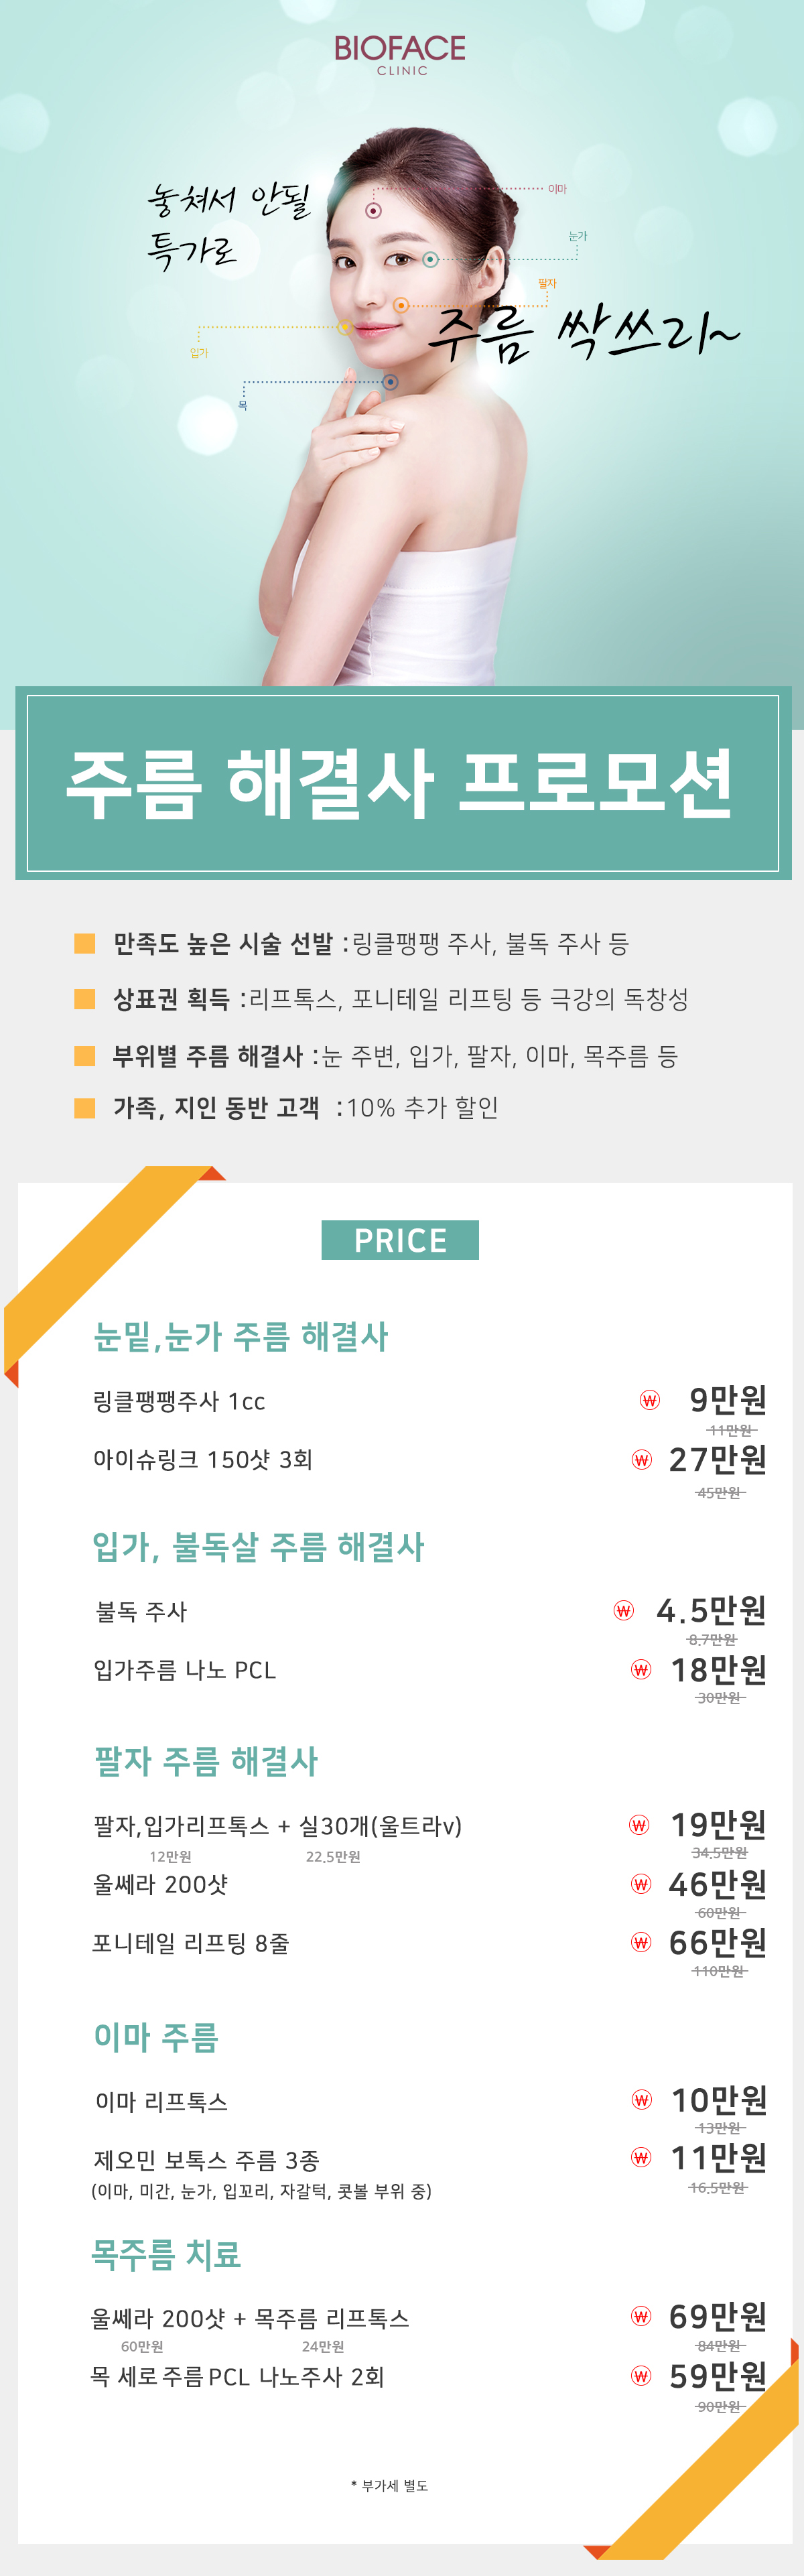 BIOFACE
CLINIC
놓쳐서 안될
특가로
이마
눈가
팔자
주름 싹쓰리~
입가
목
주름 해결사 프로모션
만족도 높은 시술 선발 :링클팽팽 주사, 불독 주사 등
상표권 획득 :리프톡스, 포니테일 리프팅 등 극강의 독창성
부위별 주름 해결사 :눈 주변, 입가, 팔자, 이마, 목주름 등
가족, 지인 동반 고객 :10% 추가 할인
PRICE
눈밑,눈가 주름 해결사
링클팽팽주사 1cc ₩ 9만원
11만원
아이슈링크 150샷 3회 ₩ 27만원
45만원
입가, 불독살 주름 해결사
불독 주사 ₩ 4.5만원
8.7만원
입가주름 나노 PCL ₩ 18만원
30만원
팔자 주름 해결사
팔자,입가리프톡스 + 실30개(울트라v) ₩ 19만원
12만원 22.5만원 34.5만원
울쎄라 200샷 ₩ 46만원
60만원
포니테일 리프팅 8줄 ₩ 66만원
110만원
이마 주름
이마 리프톡스 ₩ 10만원
13만원
제오민 보톡스 주름 3종 ₩ 11만원
(이마, 미간, 눈가, 입꼬리, 자갈턱, 콧볼 부위 중) 16.5만원
목주름 치료
울쎄라 200샷 + 목주름 리프톡스 ₩ 69만원
60만원 24만원 84만원
목 세로 주름 PCL 나노주사 2회 ₩ 59만원
90만원
* 부가세 별도